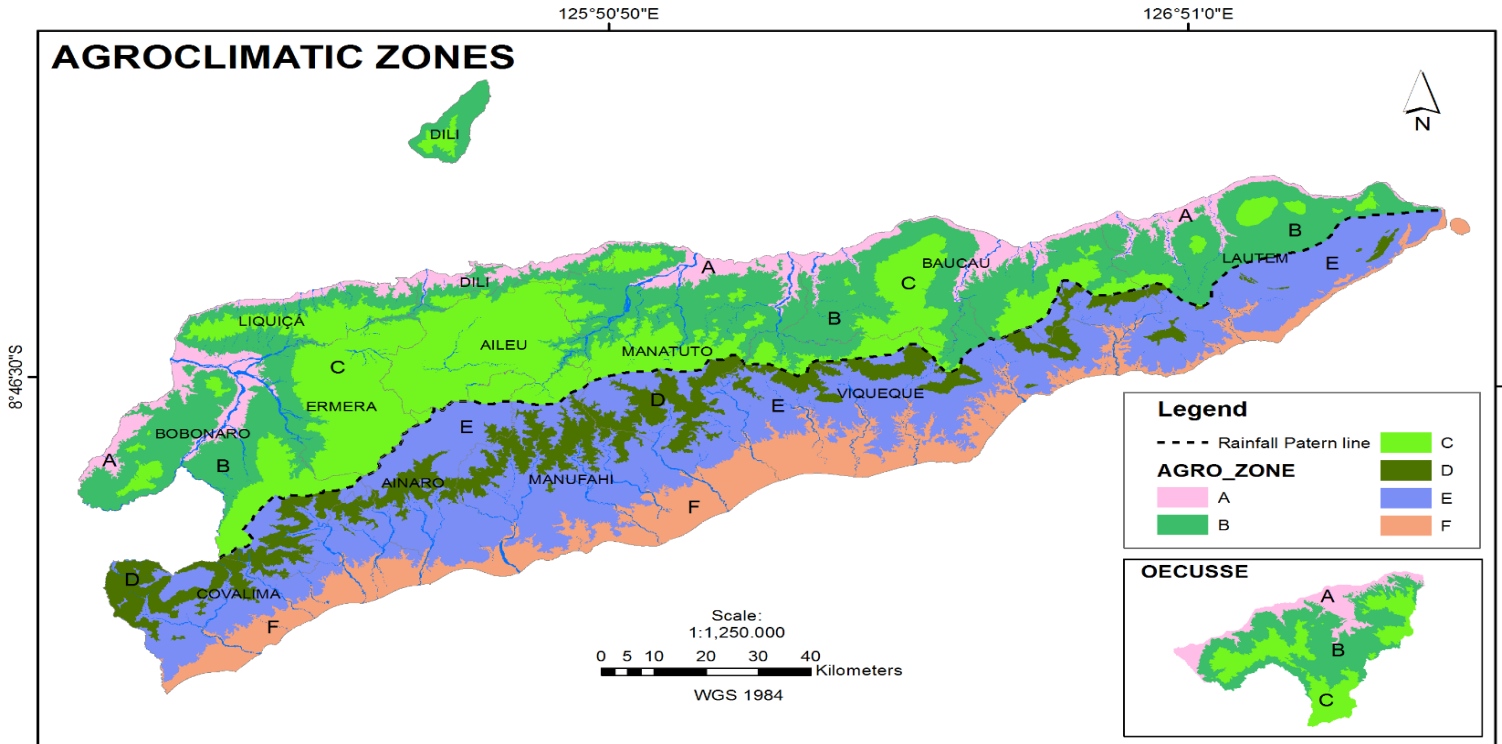 125°50'50"E
126°51'0"E
AGROCLIMATIC ZONES
N
DILI
A
B
LAUTEM
E
A
BAUCAU
C
DILI
B
LIQUIÇÁ
AILEU
MANATUTO
C
ERMERA
8°46'30"S
VIQUEQUE
D
E
E
BOBONARO
A
B
AINARO
MANUFAHI
F
D
COVALIMA
F
Legend
Rainfall Patern line
AGRO_ZONE
A
B
C
D
E
F
OECUSSE
A
B
C
Scale:
1:1,250.000
0 5 10 20 30 40
Kilometers
WGS 1984